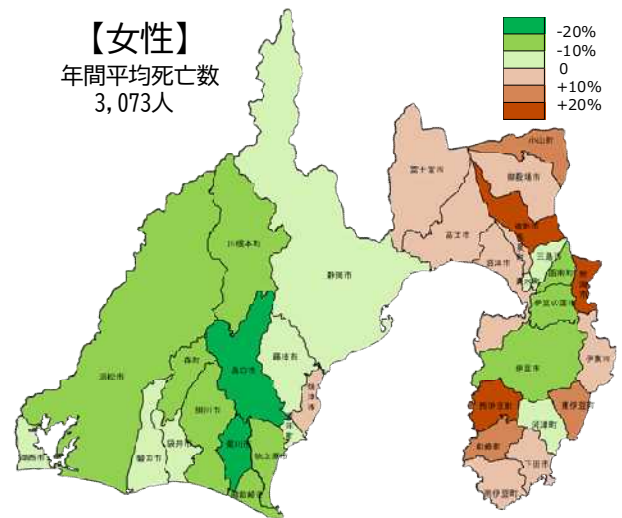 【女性】
年間平均死亡数
3,073人
-20%
-10%
0
+10%
+20%
小山町
富士宮市
御殿場市
裾野市
川根本町
富士市
沼津市
三島市
函南町
熱海市
静岡市
伊豆の国市
浜松市
森町
島口市
藤枝市
伊東市
伊豆市
焼津市
掛川市
西伊豆町
東伊豆町
河津町
湖西市
磐田市
袋井市
菊川市
牧之原市
松崎町
下田市
御前崎市
南伊豆町